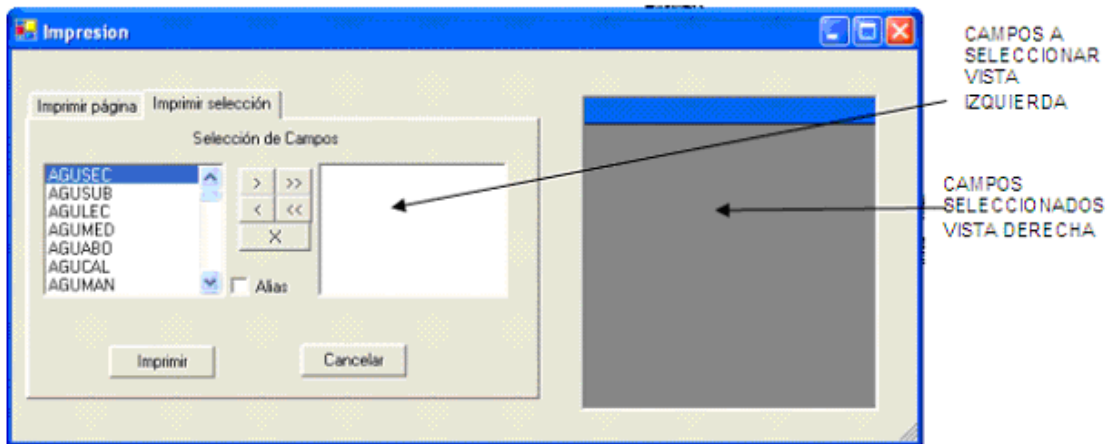 Impresion
Imprimir página
Imprimir selección
Selección de Campos
AGUSEC
AGUSUB
AGULEC
AGUMED
AGUABO
AGUCAL
AGUMAN
>
>>
<
<<
X
Alias
Imprimir
Cancelar
CAMPOS A
SELECCIONAR
VISTA
IZQUIERDA
CAMPOS
SELECCIONADOS
VISTA DERECHA